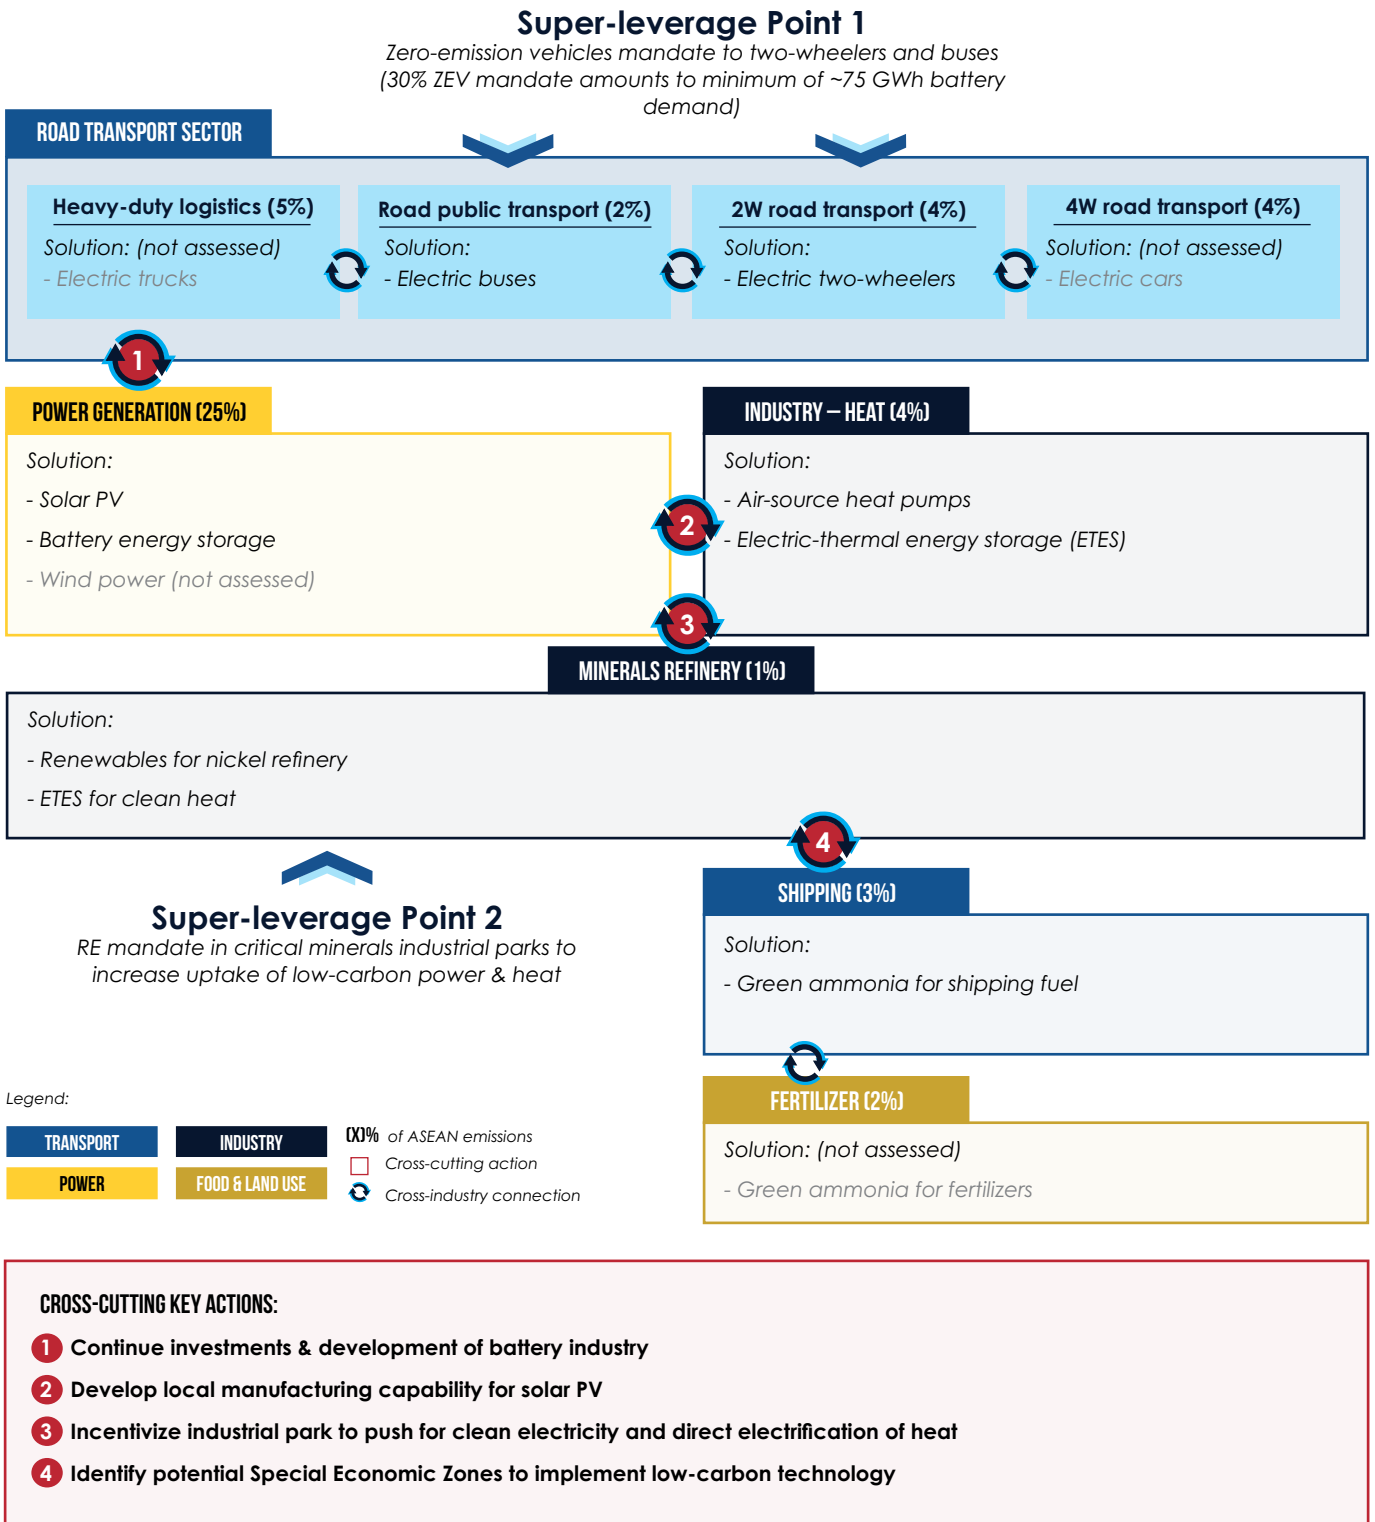 Super-leverage Point 1
Zero-emission vehicles mandate to two-wheelers and buses
(30% ZEV mandate amounts to minimum of ~75 GWh battery
demand)
ROAD TRANSPORT SECTOR
Heavy-duty logistics (5%)
Solution: (not assessed)
- Electric trucks
Road public transport (2%)
Solution:
- Electric buses
2W road transport (4%)
Solution:
- Electric two-wheelers
4W road transport (4%)
Solution: (not assessed)
- Electric cars
1
POWER GENERATION (25%)
Solution:
- Solar PV
- Battery energy storage
- Wind power (not assessed)
2
INDUSTRY – HEAT (4%)
Solution:
- Air-source heat pumps
- Electric-thermal energy storage (ETES)
3
MINERALS REFINERY (1%)
Solution:
- Renewables for nickel refinery
- ETES for clean heat
4
Super-leverage Point 2
RE mandate in critical minerals industrial parks to
increase uptake of low-carbon power & heat
SHIPPING (3%)
Solution:
- Green ammonia for shipping fuel
FERTILIZER (2%)
Solution: (not assessed)
- Green ammonia for fertilizers
Legend:
TRANSPORT
INDUSTRY
POWER
FOOD & LAND USE
(X)% of ASEAN emissions
Cross-cutting action
Cross-industry connection
CROSS-CUTTING KEY ACTIONS:
1 Continue investments & development of battery industry
2 Develop local manufacturing capability for solar PV
3 Incentivize industrial park to push for clean electricity and direct electrification of heat
4 Identify potential Special Economic Zones to implement low-carbon technology